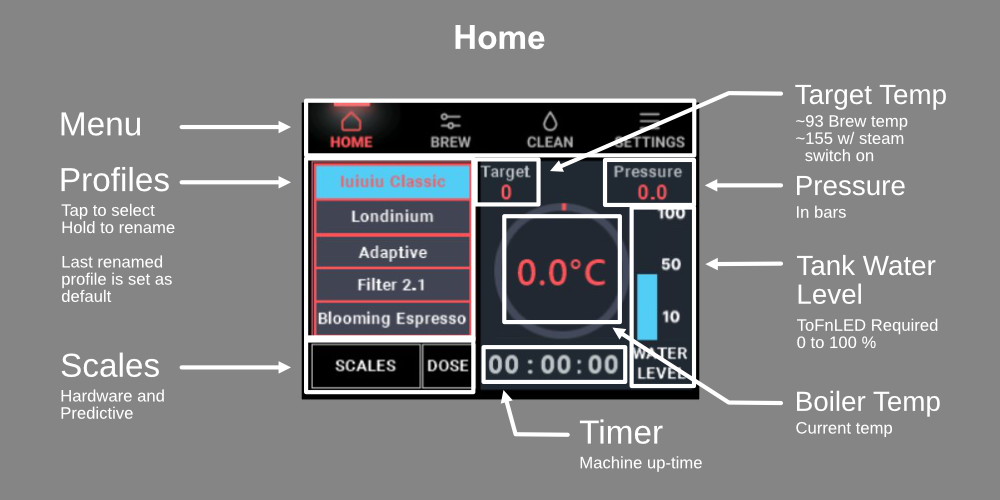 Home
Menu
Profiles
Tap to select
Hold to rename
Last renamed
profile is set as
default
Scales
Hardware and
Predictive
HOME
BREW
CLEAN
SETTINGS
Iuiuiu Classic
Londinium
Adaptive
Filter 2.1
Blooming Espresso
SCALES
DOSE
Target
0
Pressure
0.0
0.0°C
00:00:00
100
50
10
WATER
LEVEL
Target Temp
~93 Brew temp
~155 w/ steam
switch on
Pressure
In bars
Tank Water
Level
ToFnLED Required
0 to 100 %
Boiler Temp
Current temp
Timer
Machine up-time